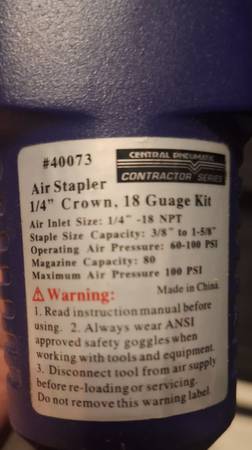 #40073
CENTRAL PNEUMATIC
CONTRACTOR SERIES
Air Stapler
1/4" Crown, 18 Guage Kit
Air Inlet Size: 1/4" -18 NPT
Staple Size Capacity: 3/8" to 1-5/8"
Operating Air Pressure: 60-100 PSI
Magazine Capacity: 80
Maximum Air Pressure 100 PSI
Made in China
⚠Warning:
1. Read instruction manual before
using. 2. Always wear ANSI
approved safety goggles when
working with tools and equipment.
3. Disconnect tool from air supply
before re-loading or servicing.
Do not remove this warning label.